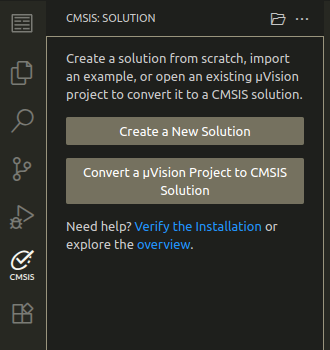 CMSIS: SOLUTION
Create a solution from scratch, import
an example, or open an existing µVision
project to convert it to a CMSIS solution.
Create a New Solution
Convert a µVision Project to CMSIS
Solution
Need help? Verify the Installation or
explore the overview.
CMSIS